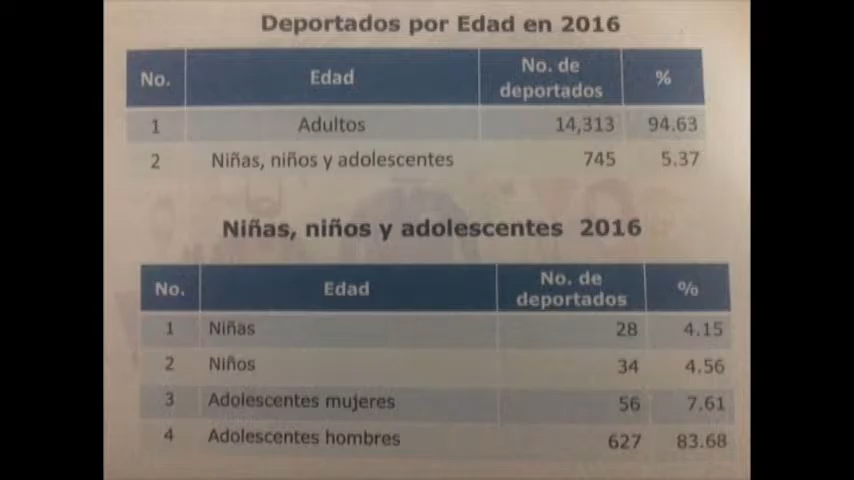 Deportados por Edad en 2016
No. Edad No. de deportados %
1 Adultos 14,313 94.63
2 Niñas, niños y adolescentes 745 5.37
Niñas, niños y adolescentes 2016
No. Edad No. de deportados %
1 Niñas 28 4.15
2 Niños 34 4.56
3 Adolescentes mujeres 56 7.61
4 Adolescentes hombres 627 83.68